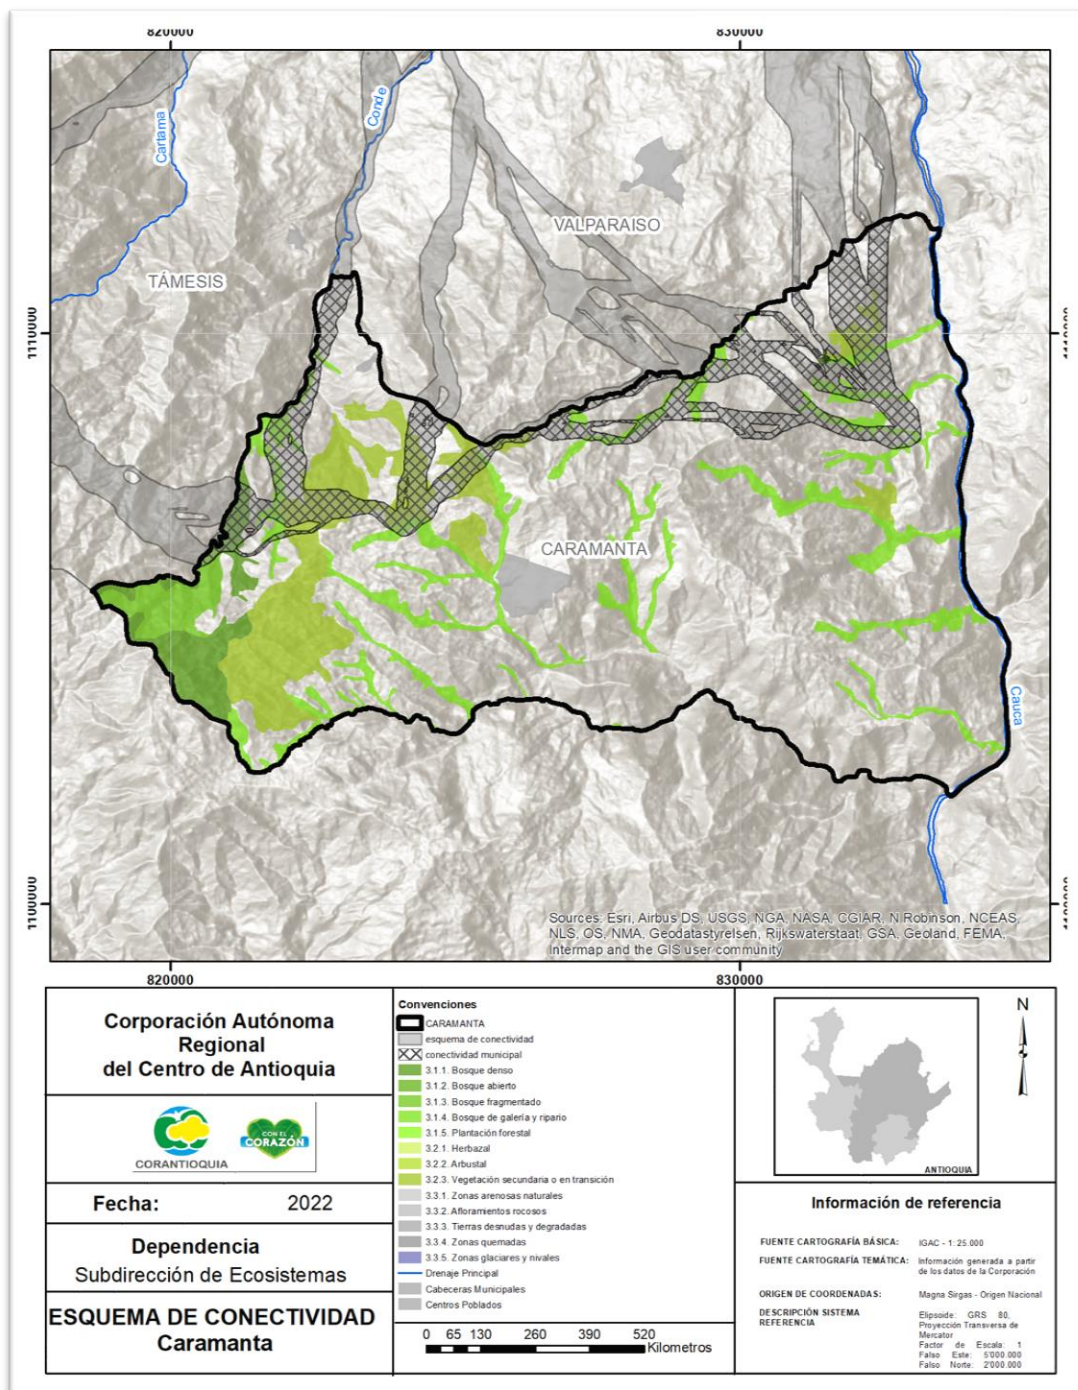 820000
830000
Cartama
Conde
VALPARAISO
TÁMESIS
1110000
CARAMANTA
Cauca
1100000
Sources: Esri, Airbus DS, USGS, NGA, NASA, CGIAR, N Robinson, NCEAS,
NLS, OS, NMA, Geodatastyrelsen, Rijkswaterstaat, GSA, Geoland, FEMA,
Intermap and the GIS user community
820000
830000
Corporación Autónoma
Regional
del Centro de Antioquia
CORANTIOQUIA
CON EL
CORAZÓN
Fecha: 2022
Dependencia
Subdirección de Ecosistemas
ESQUEMA DE CONECTIVIDAD
Caramanta
Convenciones
CARAMANTA
esquema de conectividad
conectividad municipal
3.1.1. Bosque denso
3.1.2. Bosque abierto
3.1.3. Bosque fragmentado
3.1.4. Bosque de galería y ripario
3.1.5. Plantación forestal
3.2.1. Herbazal
3.2.2. Arbustal
3.2.3. Vegetación secundaria o en transición
3.3.1. Zonas arenosas naturales
3.3.2. Afloramientos rocosos
3.3.3. Tierras desnudas y degradadas
3.3.4. Zonas quemadas
3.3.5. Zonas glaciares y nivales
Drenaje Principal
Cabeceras Municipales
Centros Poblados
0 65 130 260 390 520
Kilometros
N
ANTIOQUIA
Información de referencia
FUENTE CARTOGRAFÍA BÁSICA: IGAC - 1: 25.000
FUENTE CARTOGRAFÍA TEMÁTICA: Información generada a partir
de los datos de la Corporación
ORIGEN DE COORDENADAS: Magna Sirgas - Origen Nacional
DESCRIPCIÓN SISTEMA
REFERENCIA
Elipsoide: GRS 80,
Proyección Transversa de
Mercator
Factor de Escala: 1
Falso Este: 5'000.000
Falso Norte: 2'000.000